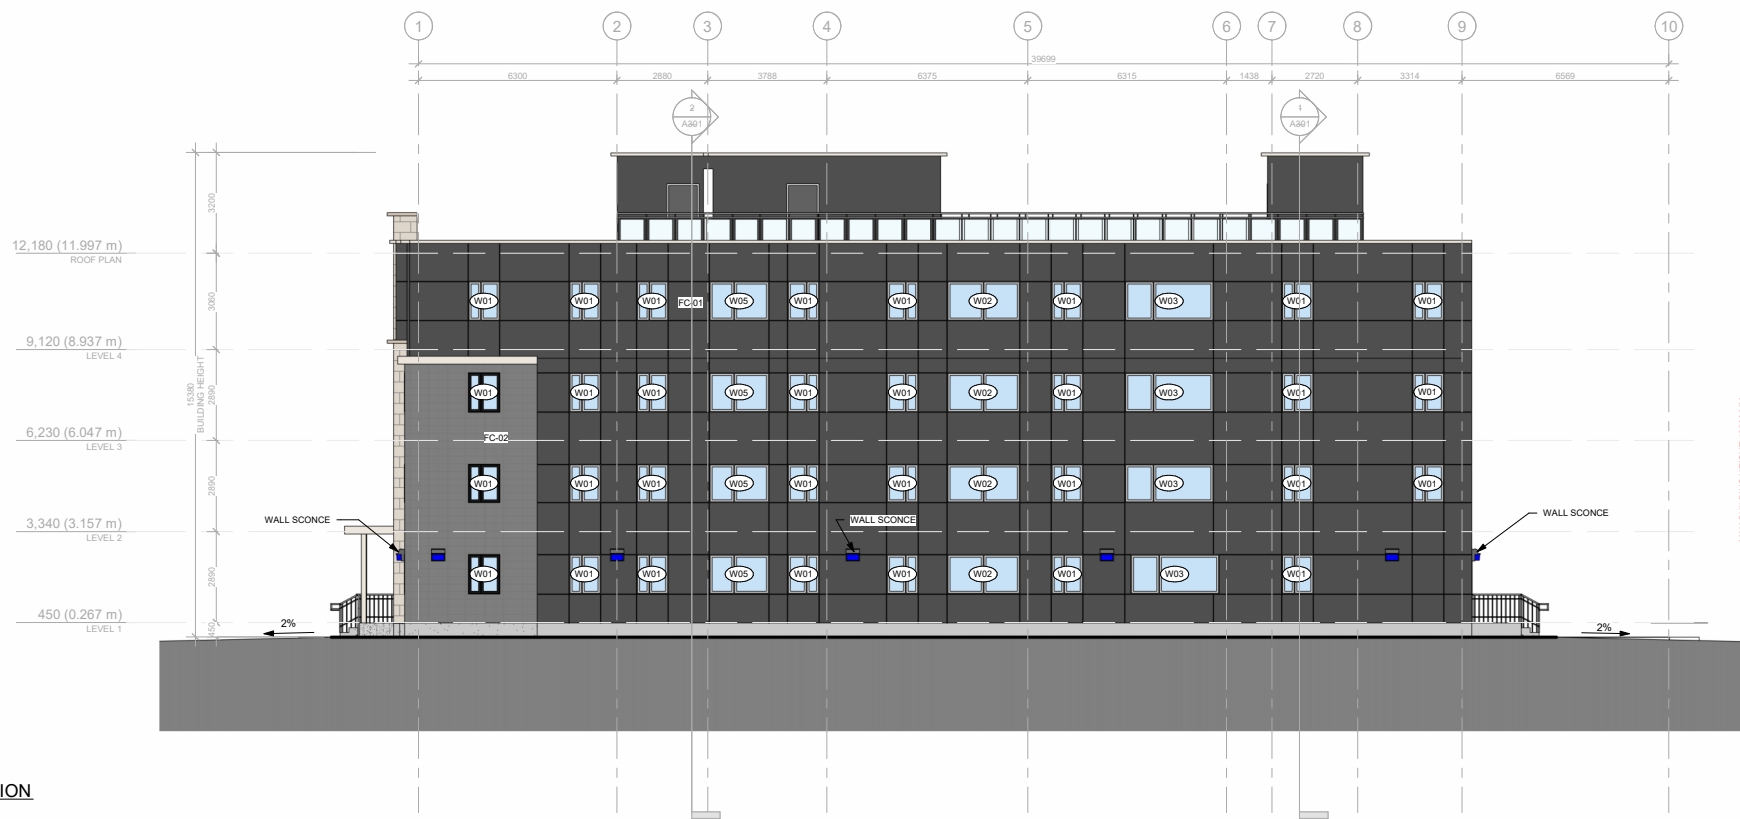 1 2 3 4 5 6 7 8 9 10
39699
6300 2880 3788 6375 6315 1438 2720 3314 6569
2
A301
1
A301
3200
12,180 (11.997 m)
ROOF PLAN
3060
W01 W01 W01 FC-01 W05 W01 W01 W02 W01 W03 W01 W01
9,120 (8.937 m)
LEVEL 4
15380
BUILDING HEIGHT
2890
W01 W01 W01 W05 W01 W01 W02 W01 W03 W01 W01
FC-02
6,230 (6.047 m)
LEVEL 3
2890
W01 W01 W01 W05 W01 W01 W02 W01 W03 W01 W01
WALL SCONCE WALL SCONCE WALL SCONCE
3,340 (3.157 m)
LEVEL 2
2890
W01 W01 W01 W05 W01 W01 W02 W01 W03 W01
450 (0.267 m)
LEVEL 1
450
2% 2%
ION